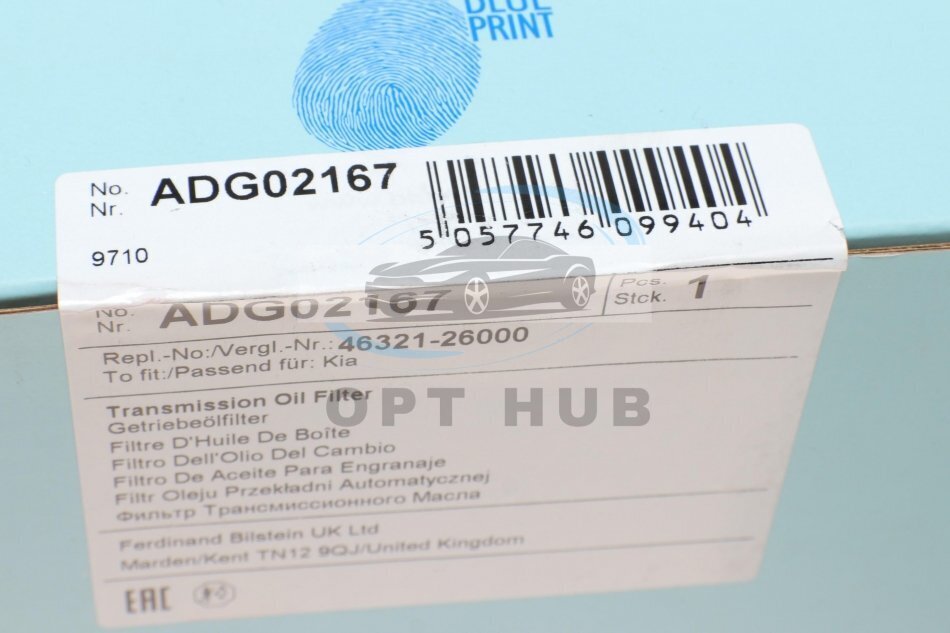 BLUE
PRINT
No.
Nr.
ADG02167
5 057746 099404
9710
No.
Nr.
ADG02167
Pcs.
Stck.
1
Repl.-No:/Vergl.-Nr.: 46321-26000
To fit:/Passend für: Kia
OPT HUB
Transmission Oil Filter
Getriebeölfilter
Filtre D'Huile De Boîte
Filtro Dell'Olio Del Cambio
Filtro De Aceite Para Engranaje
Filtr Oleju Przekładni Automatycznej
Фильтр Трансмиссионного Масла
Ferdinand Bilstein UK Ltd
Marden/Kent TN12 9QJ/United Kingdom
EAC